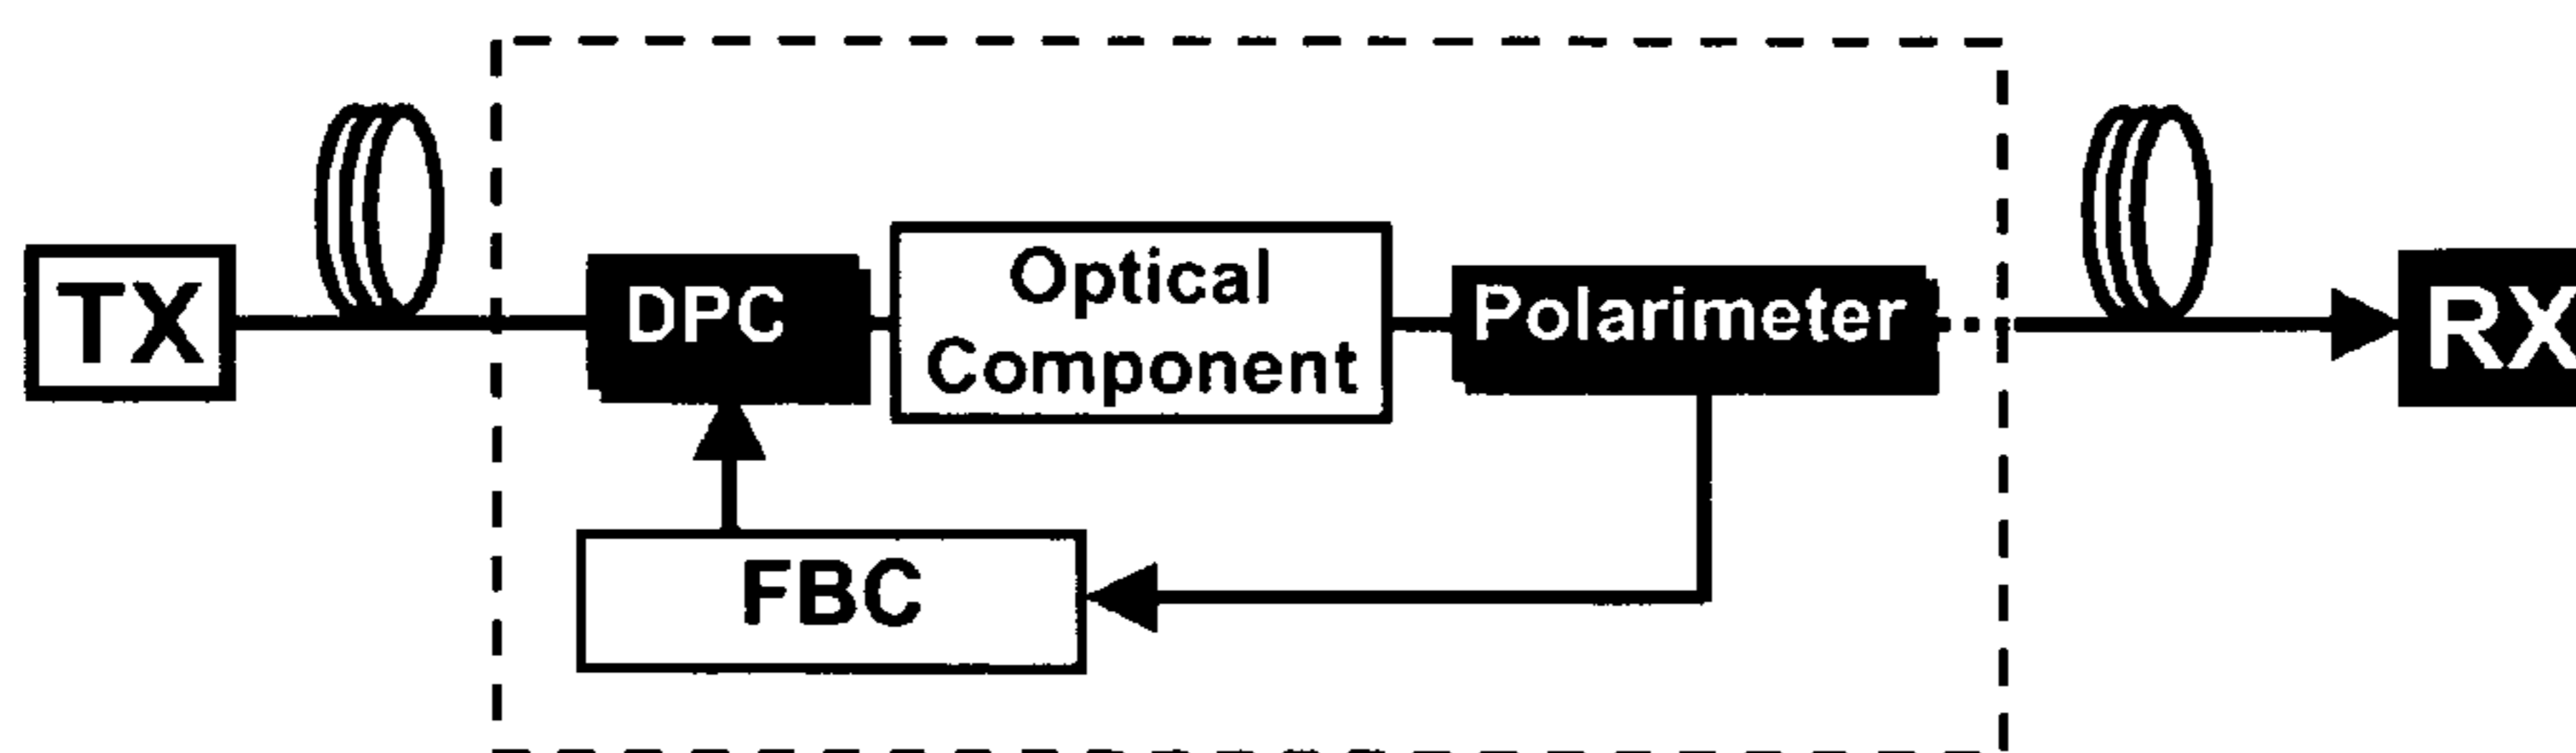 TX
DPC
Optical
Component
Polarimeter
RX
FBC